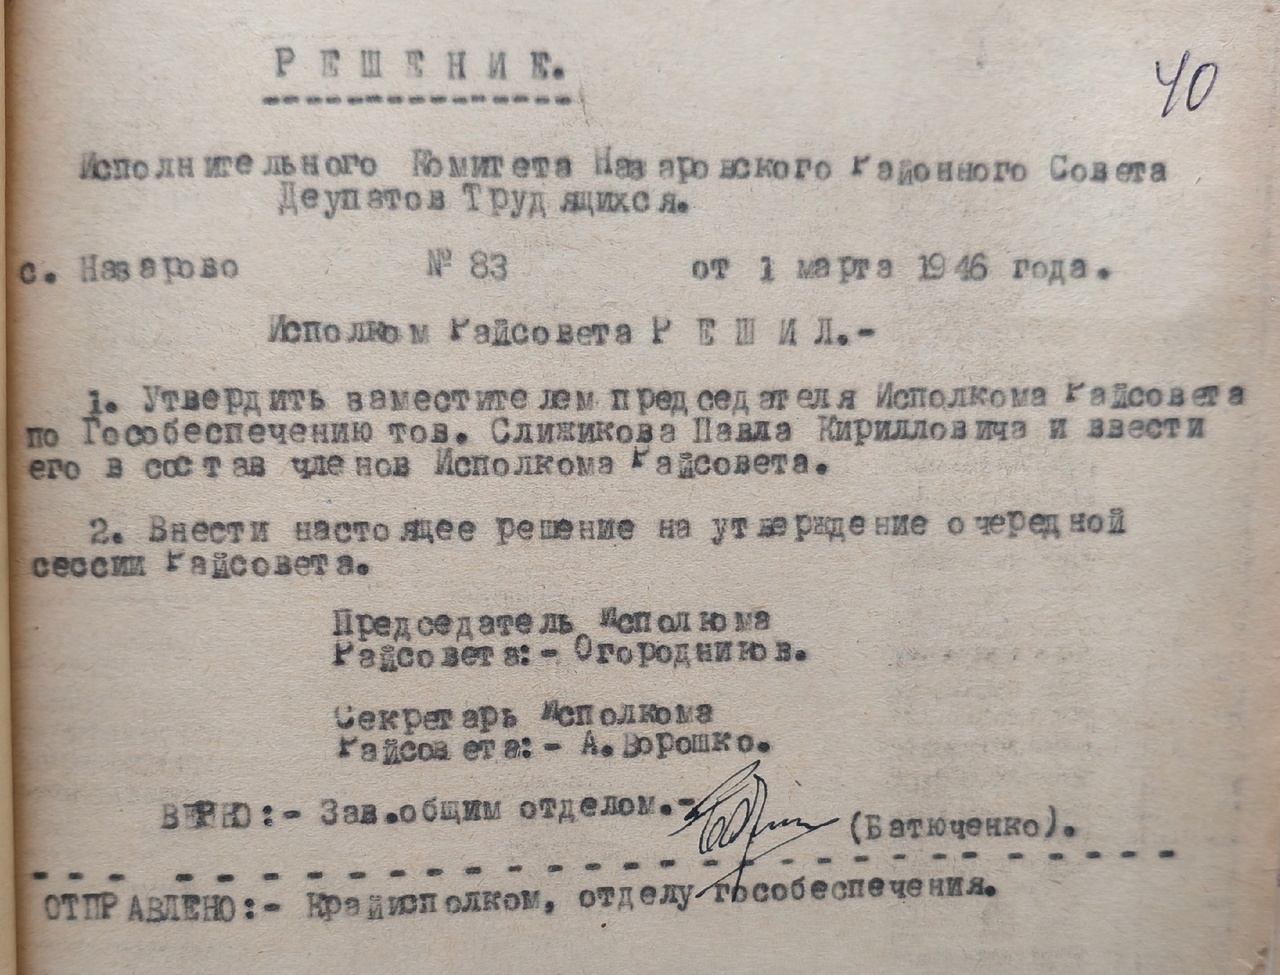 РЕШЕНИЕ.
40
Исполнительного Комитета Назаровского Районного Совета
Деупатов Трудящихся.
с. Назарово № 83 от 1 марта 1946 года.
Исполком Райсовета РЕШИЛ.-
1. Утвердить заместителем председателя Исполкома Райсовета
по Гособеспечению тов. Слижикова Павла Кирилловича и ввести
его в состав членов Исполкома Райсовета.
2. Внести настоящее решение на утверждение очередной
сессии Райсовета.
Председатель Исполкома
Райсовета:- Огородников.
Секретарь Исполкома
Райсовета:- А.Ворошко.
ВЕРНО:- Зав.общим отделом.- (Батюченко).
ОТПРАВЛЕНО:- Крайисполком, отделу гособеспечения.